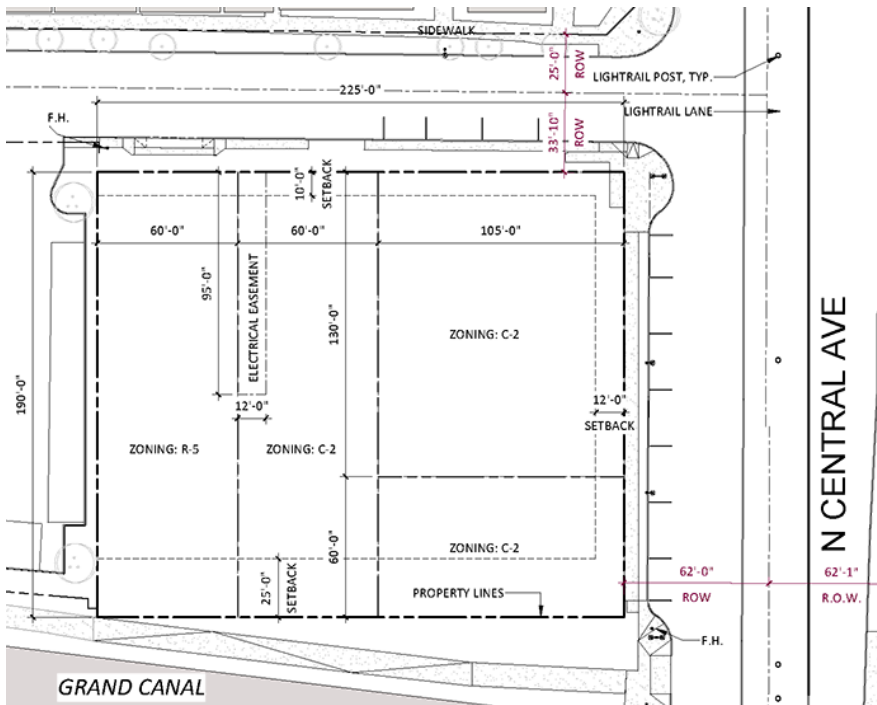 SIDEWALK
25'-0"
ROW
LIGHTRAIL POST, TYP.
225'-0"
LIGHTRAIL LANE
F.H.
33'-10"
ROW
10'-0"
SETBACK
60'-0"
60'-0"
105'-0"
95'-0"
ELECTRICAL EASEMENT
130'-0"
ZONING: C-2
190'-0"
12'-0"
12'-0"
SETBACK
ZONING: R-5
ZONING: C-2
N CENTRAL AVE
60'-0"
ZONING: C-2
25'-0"
SETBACK
PROPERTY LINES
62'-0"
ROW
62'-1"
R.O.W.
F.H.
GRAND CANAL